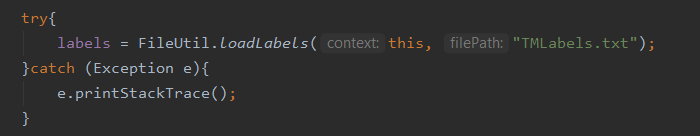 try{
labels = FileUtil.loadLabels( context: this, filePath: "TMLabels.txt");
}catch (Exception e){
e.printStackTrace();
}